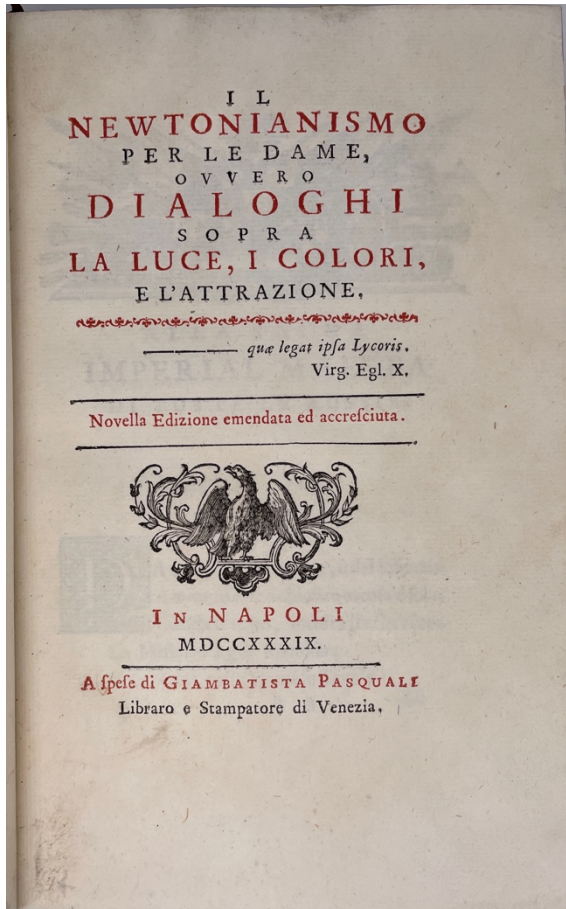 IL
NEWTONIANISMO
PER LE DAME,
OVVERO
DIALOGHI
SOPRA
LA LUCE, I COLORI,
E L'ATTRAZIONE,
quæ legat ipſa Lycoris.
Virg. Egl. X.
Novella Edizione emendata ed accreſciuta.
IN NAPOLI
MDCCXXXIX.
A ſpeſe di GIAMBATISTA PASQUALI
Libraro e Stampatore di Venezia,